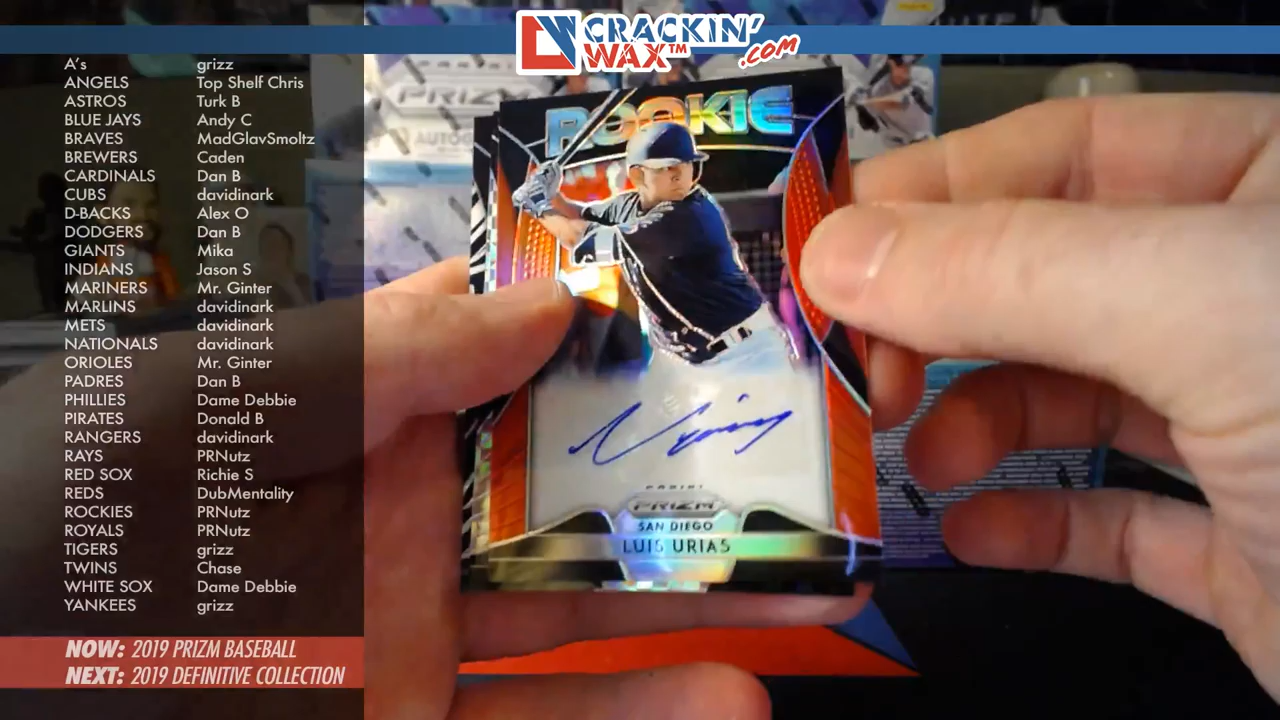 CRACKIN'
WAX™
.COM
A's grizz
ANGELS Top Shelf Chris
ASTROS Turk B
BLUE JAYS Andy C
BRAVES MadGlavSmoltz
BREWERS Caden
CARDINALS Dan B
CUBS davidinark
D-BACKS Alex O
DODGERS Dan B
GIANTS Mika
INDIANS Jason S
MARINERS Mr. Ginter
MARLINS davidinark
METS davidinark
NATIONALS davidinark
ORIOLES Mr. Ginter
PADRES Dan B
PHILLIES Dame Debbie
PIRATES Donald B
RANGERS davidinark
RAYS PRNutz
RED SOX Richie S
REDS DubMentality
ROCKIES PRNutz
ROYALS PRNutz
TIGERS grizz
TWINS Chase
WHITE SOX Dame Debbie
YANKEES grizz
NOW: 2019 PRIZM BASEBALL
NEXT: 2019 DEFINITIVE COLLECTION
PRIZM
ROOKIE
PANINI
PRIZM
SAN DIEGO
LUIS URIAS